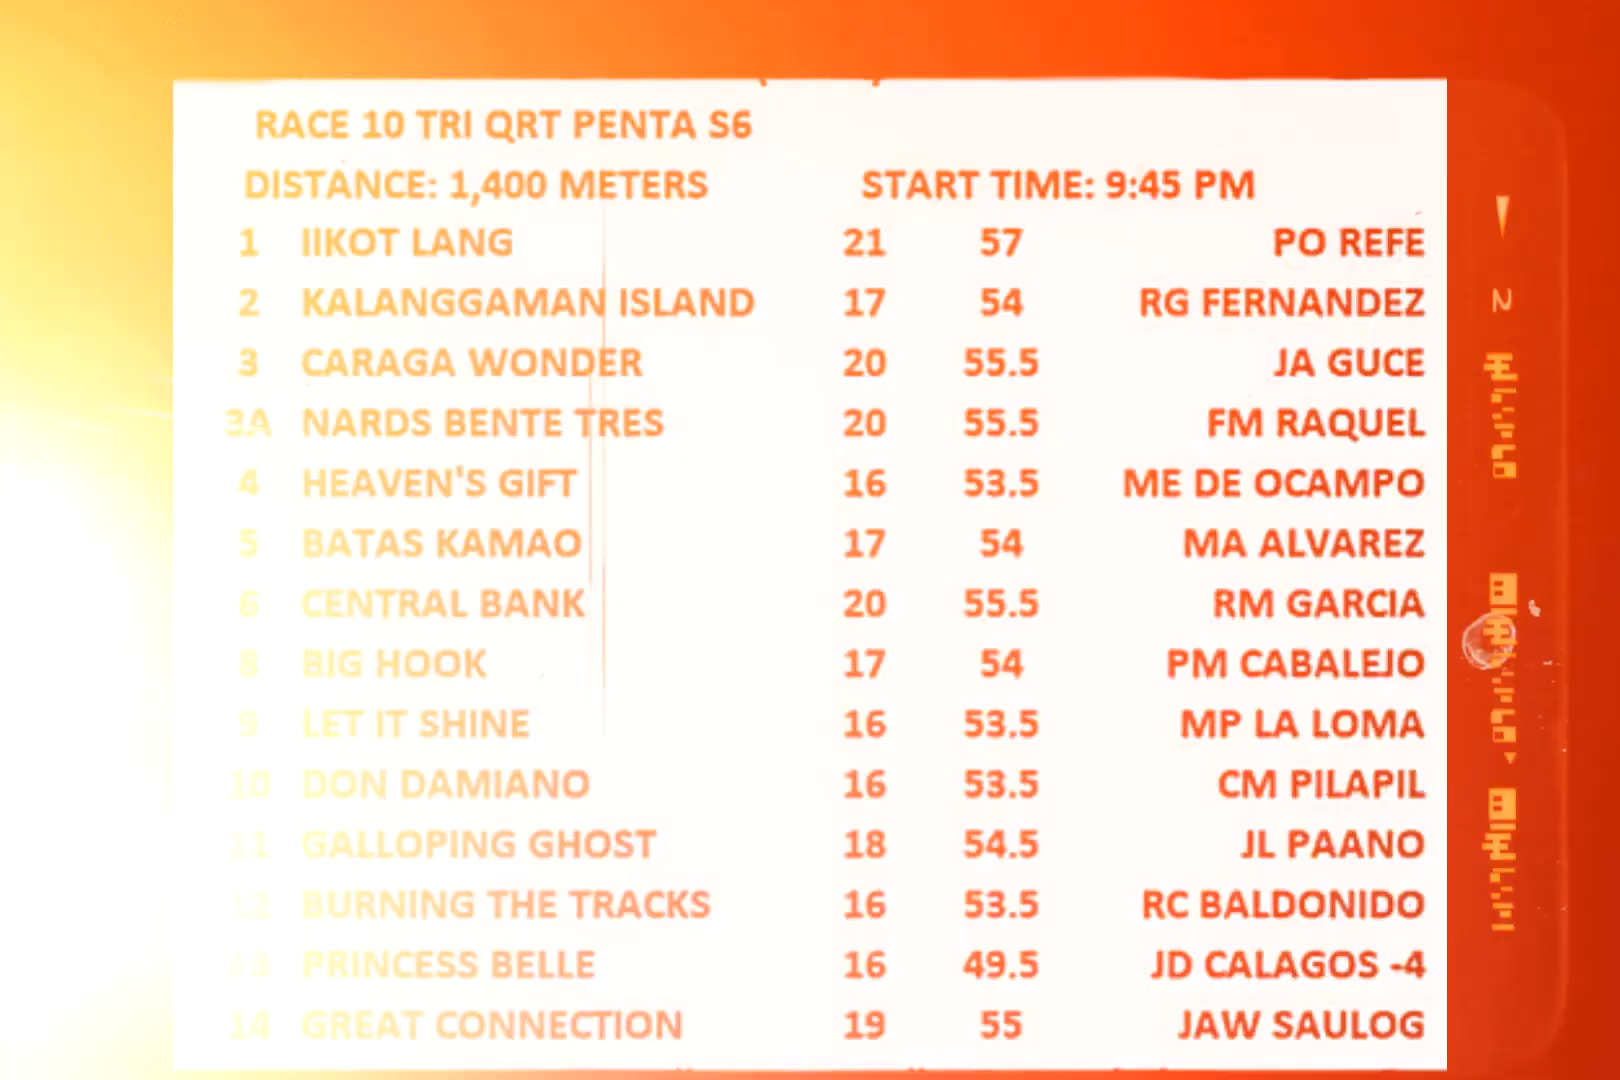 RACE 10 TRI QRT PENTA S6
DISTANCE: 1,400 METERS START TIME: 9:45 PM
1 IIKOT LANG 21 57 PO REFE
2 KALANGGAMAN ISLAND 17 54 RG FERNANDEZ
3 CARAGA WONDER 20 55.5 JA GUCE
3A NARDS BENTE TRES 20 55.5 FM RAQUEL
4 HEAVEN'S GIFT 16 53.5 ME DE OCAMPO
5 BATAS KAMAO 17 54 MA ALVAREZ
6 CENTRAL BANK 20 55.5 RM GARCIA
8 BIG HOOK 17 54 PM CABALEJO
9 LET IT SHINE 16 53.5 MP LA LOMA
10 DON DAMIANO 16 53.5 CM PILAPIL
11 GALLOPING GHOST 18 54.5 JL PAANO
12 BURNING THE TRACKS 16 53.5 RC BALDONIDO
13 PRINCESS BELLE 16 49.5 JD CALAGOS -4
14 GREAT CONNECTION 19 55 JAW SAULOG
2